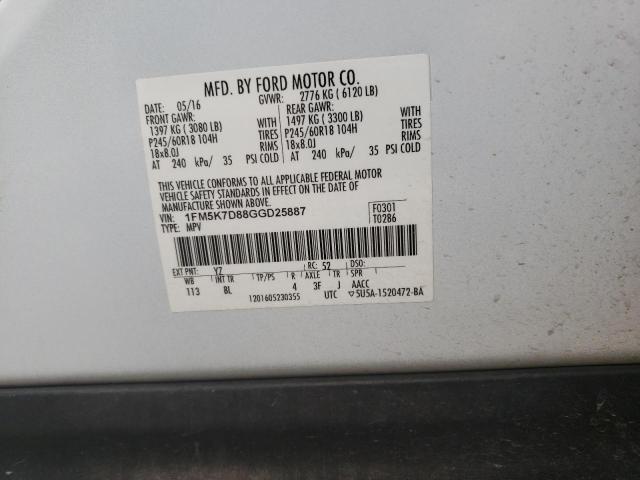 MFD. BY FORD MOTOR CO.
DATE: 05/16 GVWR: 2776 KG ( 6120 LB)
FRONT GAWR: REAR GAWR:
1397 KG ( 3080 LB) WITH 1497 KG ( 3300 LB) WITH
P245/60R18 104H TIRES P245/60R18 104H TIRES
18x8.0J RIMS 18x8.0J RIMS
AT 240 kPa/ 35 PSI COLD AT 240 kPa/ 35 PSI COLD
THIS VEHICLE CONFORMS TO ALL APPLICABLE FEDERAL MOTOR
VEHICLE SAFETY STANDARDS IN EFFECT ON THE DATE OF
MANUFACTURE SHOWN ABOVE.
VIN: 1FM5K7D88GGD25887 F0301
TYPE: MPV T0286
EXT PNT: YZ RC: 52 DSO:
WB INT TR TP/PS R AXLE TR SPR
113 BL 4 3F J AACC
1201605230355 UTC ▽SU5A-1520472-BA